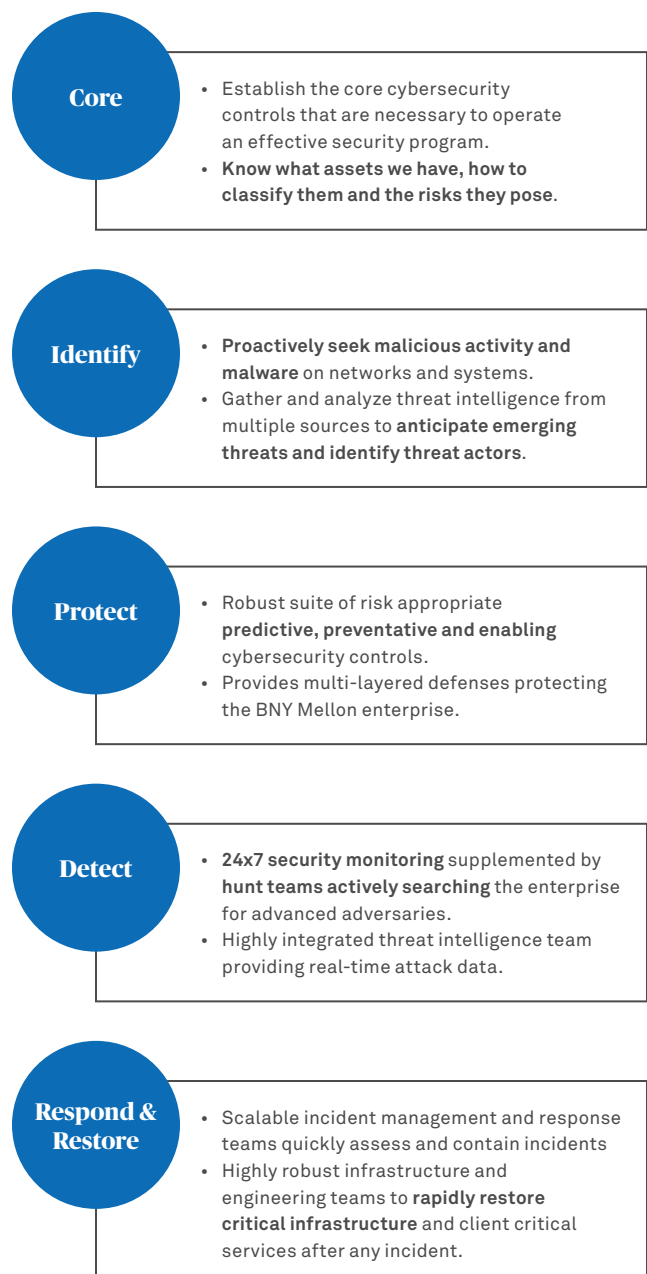 Core
• Establish the core cybersecurity
controls that are necessary to operate
an effective security program.
• Know what assets we have, how to
classify them and the risks they pose.
Identify
• Proactively seek malicious activity and
malware on networks and systems.
• Gather and analyze threat intelligence from
multiple sources to anticipate emerging
threats and identify threat actors.
Protect
• Robust suite of risk appropriate
predictive, preventative and enabling
cybersecurity controls.
• Provides multi-layered defenses protecting
the BNY Mellon enterprise.
Detect
• 24x7 security monitoring supplemented by
hunt teams actively searching the enterprise
for advanced adversaries.
• Highly integrated threat intelligence team
providing real-time attack data.
Respond &
Restore
• Scalable incident management and response
teams quickly assess and contain incidents
• Highly robust infrastructure and
engineering teams to rapidly restore
critical infrastructure and client critical
services after any incident.